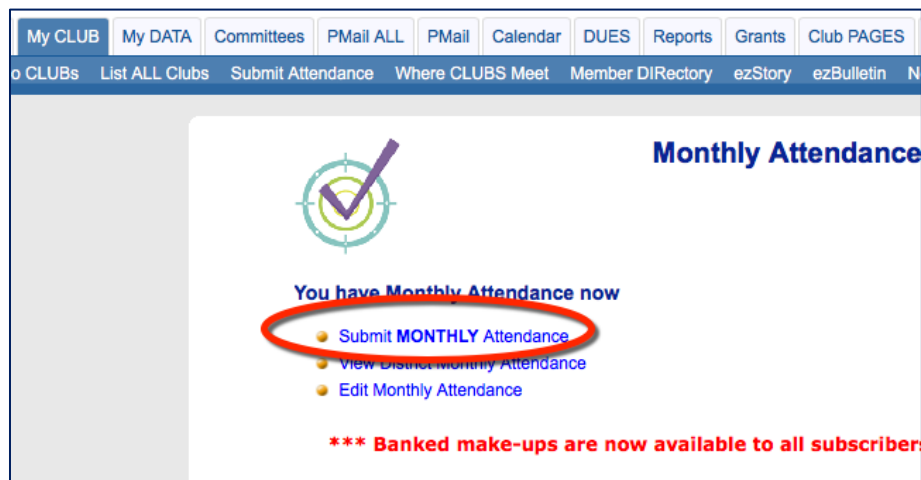 My CLUB My DATA Committees PMail ALL PMail Calendar DUES Reports Grants Club PAGES
o CLUBs List ALL Clubs Submit Attendance Where CLUBS Meet Member DIRectory ezStory ezBulletin N
Monthly Attendance
You have Monthly Attendance now
Submit MONTHLY Attendance
View District Monthly Attendance
Edit Monthly Attendance
*** Banked make-ups are now available to all subscribers